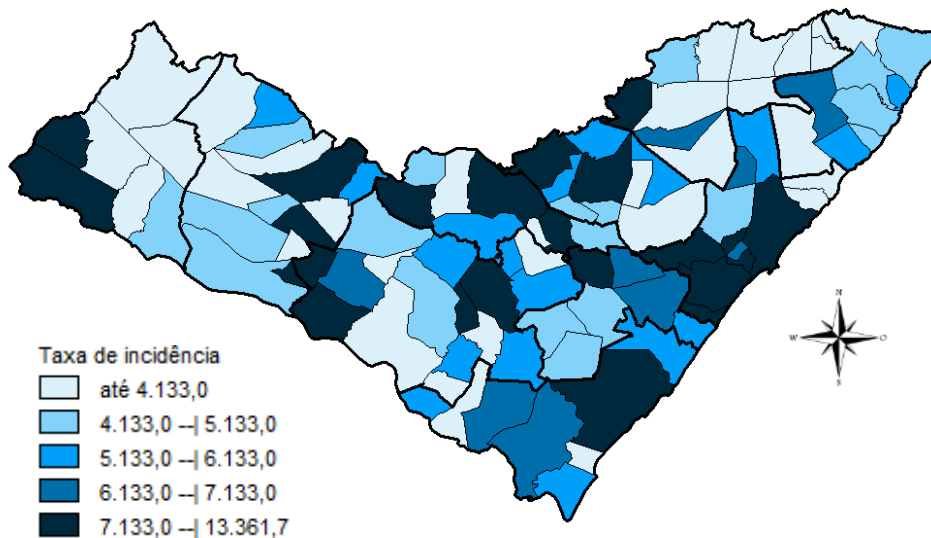 Taxa de incidência
até 4.133,0
4.133,0 --| 5.133,0
5.133,0 --| 6.133,0
6.133,0 --| 7.133,0
7.133,0 --| 13.361,7
N
W
O
S